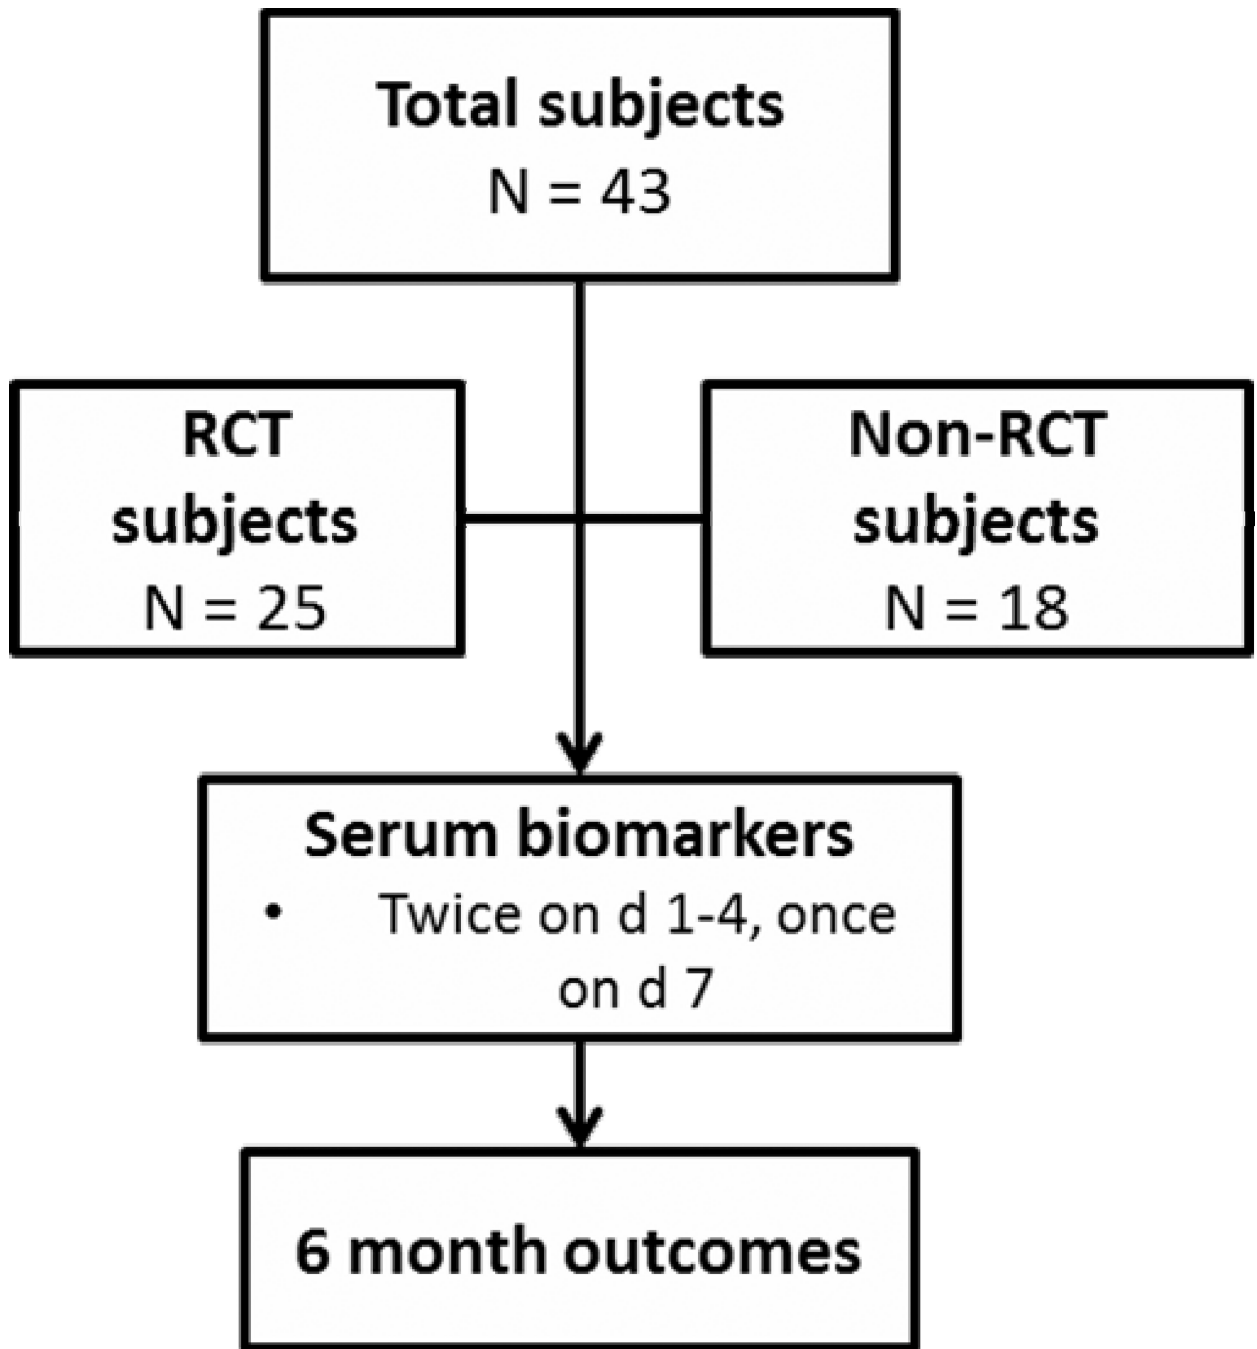 Total subjects
N = 43
RCT
subjects
N = 25
Non-RCT
subjects
N = 18
Serum biomarkers
• Twice on d 1-4, once
on d 7
6 month outcomes